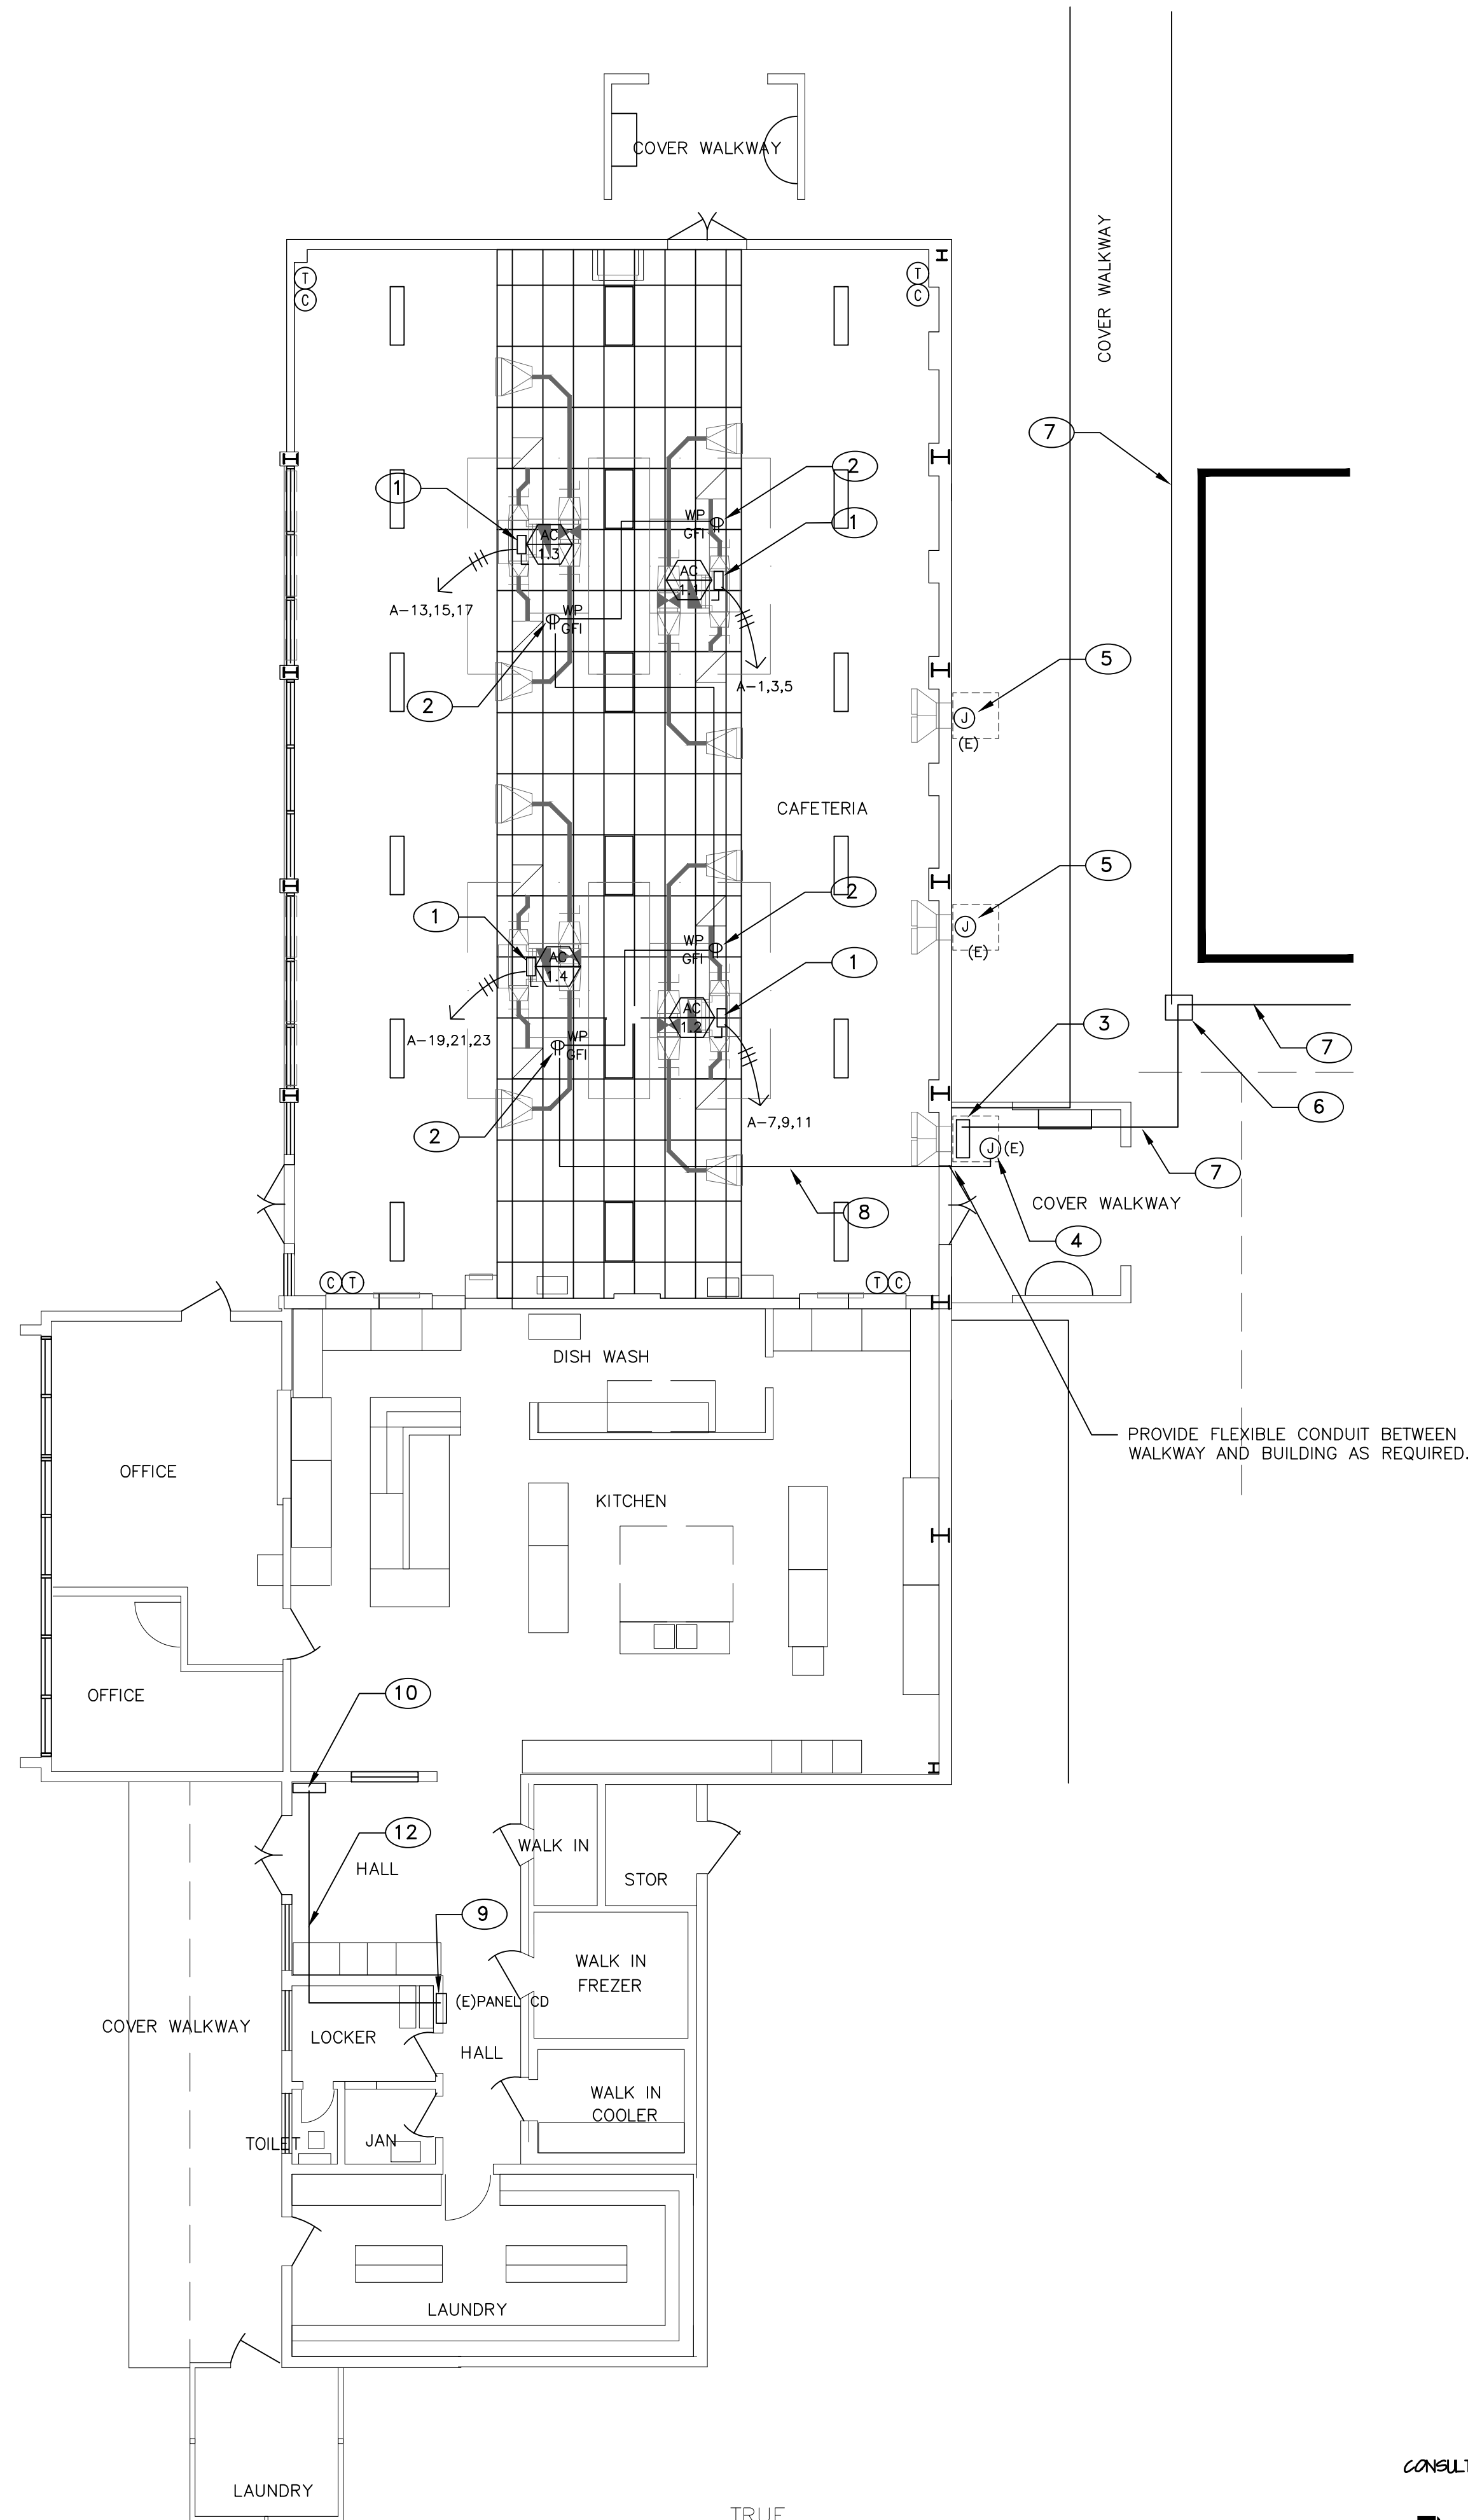 COVER WALKWAY
COVER WALKWAY
T
C
T
C
7
2
1
WP
GFI
1
AC
1.3
AC
1.1
A-13,15,17
WP
GFI
2
A-1,3,5
5
J
(E)
CAFETERIA
5
J
(E)
2
1
WP
GFI
AC
1.4
1
AC
1.2
A-19,21,23
WP
GFI
3
7
6
2
A-7,9,11
J
(E)
7
COVER WALKWAY
8
4
C
T
T
C
DISH WASH
PROVIDE FLEXIBLE CONDUIT BETWEEN
WALKWAY AND BUILDING AS REQUIRED.
OFFICE
KITCHEN
OFFICE
10
12
HALL
WALK IN
STOR
9
WALK IN
FREZER
(E)PANEL CD
COVER WALKWAY
LOCKER
HALL
WALK IN
COOLER
TOILET
JAN
LAUNDRY
LAUNDRY
CONSULT
TRUE